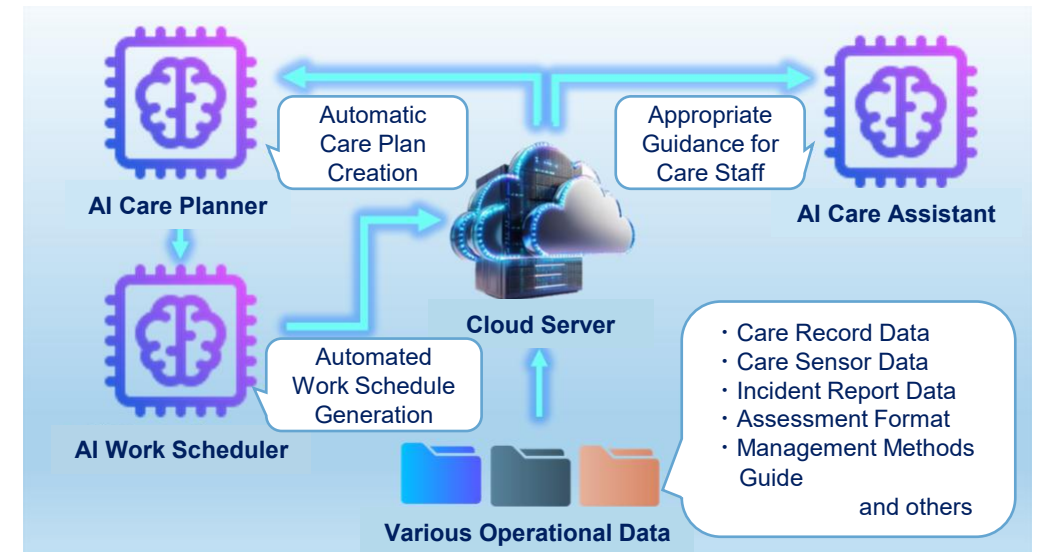 Automatic
Care Plan
Creation
Appropriate
Guidance for
Care Staff
AI Care Planner
AI Care Assistant
Cloud Server
Automated
Work Schedule
Generation
AI Work Scheduler
・Care Record Data
・Care Sensor Data
・Incident Report Data
・Assessment Format
・Management Methods
Guide
and others
Various Operational Data